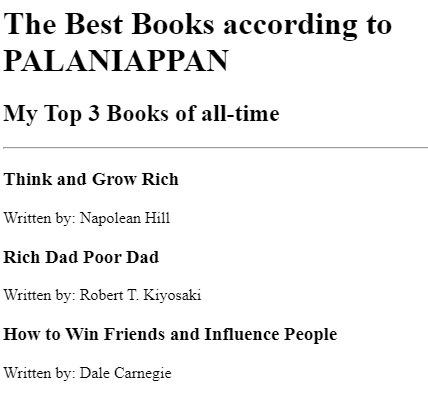 The Best Books according to
PALANIAPPAN
My Top 3 Books of all-time
Think and Grow Rich
Written by: Napolean Hill
Rich Dad Poor Dad
Written by: Robert T. Kiyosaki
How to Win Friends and Influence People
Written by: Dale Carnegie